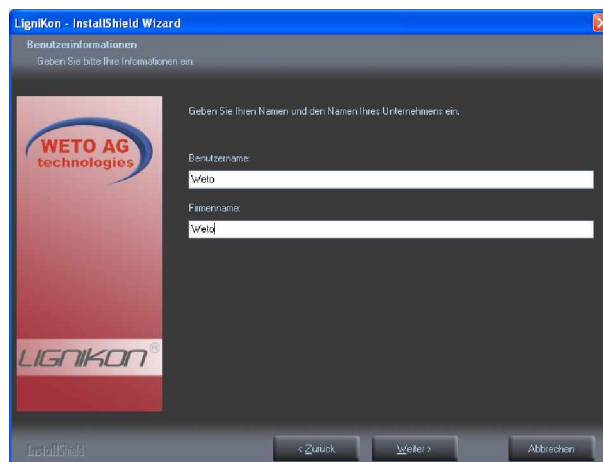 LigniKon - InstallShield Wizard
Benutzerinformationen
Geben Sie bitte Ihre Informationen ein.
WETO AG
technologies
LIGNIKON®
Geben Sie Ihren Namen und den Namen Ihres Unternehmens ein.
Benutzername:
Weto
Firmenname:
Weto
InstallShield
< Zurück
Weiter >
Abbrechen